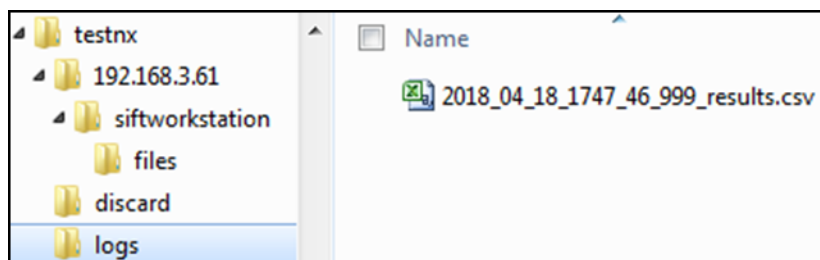 testnx
192.168.3.61
siftworkstation
files
discard
logs
Name
2018_04_18_1747_46_999_results.csv